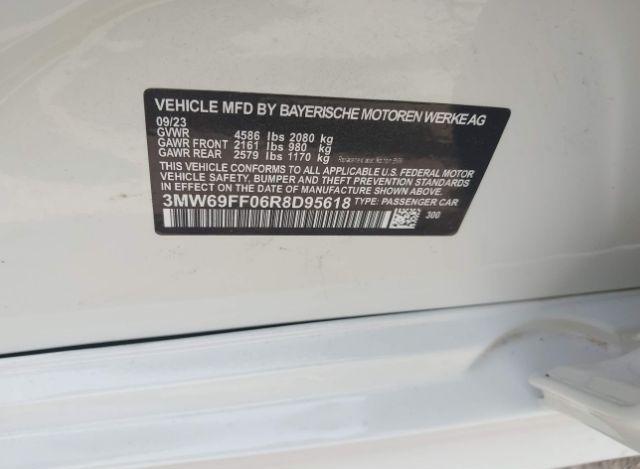 VEHICLE MFD BY BAYERISCHE MOTOREN WERKE AG
09/23
GVWR 4586 lbs 2080 kg
GAWR FRONT 2161 lbs 980 kg
GAWR REAR 2579 lbs 1170 kg
THIS VEHICLE CONFORMS TO ALL APPLICABLE U.S. FEDERAL MOTOR
VEHICLE SAFETY, BUMPER AND THEFT PREVENTION STANDARDS
IN EFFECT ON THE DATE OF MANUFACTURE SHOWN ABOVE.
3MW69FF06R8D95618 TYPE: PASSENGER CAR
300